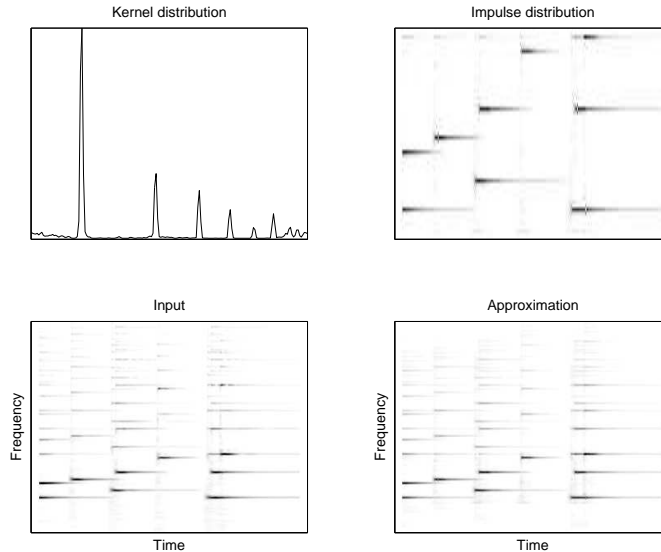 Kernel distribution
Impulse distribution
Input
Approximation
Frequency
Frequency
Time
Time